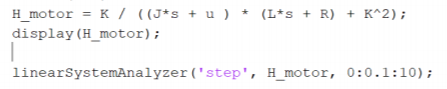 H_motor = K / ((J*s + u ) * (L*s + R) + K^2);
display(H_motor);
linearSystemAnalyzer('step', H_motor, 0:0.1:10);